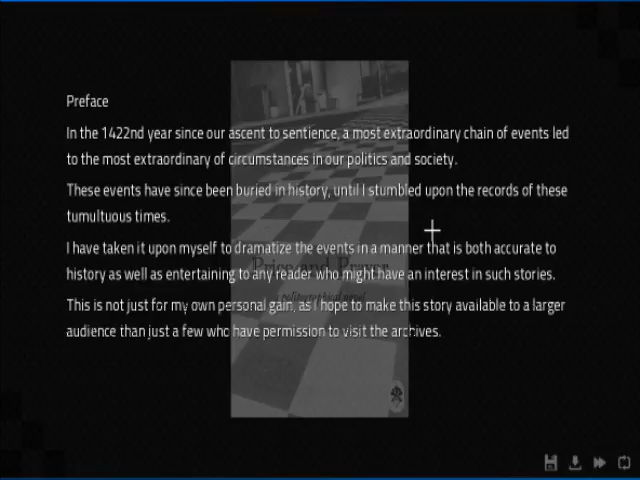 Preface
In the 1422nd year since our ascent to sentience, a most extraordinary chain of events led
to the most extraordinary of circumstances in our politics and society.
These events have since been buried in history, until I stumbled upon the records of these
tumultuous times.
I have taken it upon myself to dramatize the events in a manner that is both accurate to
Price and Prayer
history as well as entertaining to any reader who might have an interest in such stories.
This is not just for my own personal gain, as I hope to make this story available to a larger
audience than just a few who have permission to visit the archives.